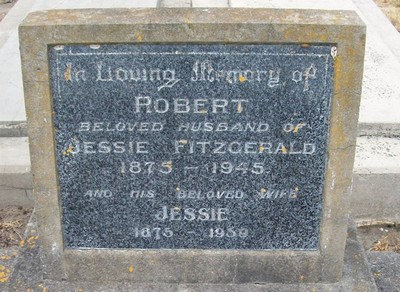 In Loving Memory of
ROBERT
BELOVED HUSBAND OF
JESSIE FITZGERALD
1875 - 1945
AND HIS BELOVED WIFE
JESSIE
1875 - 1959